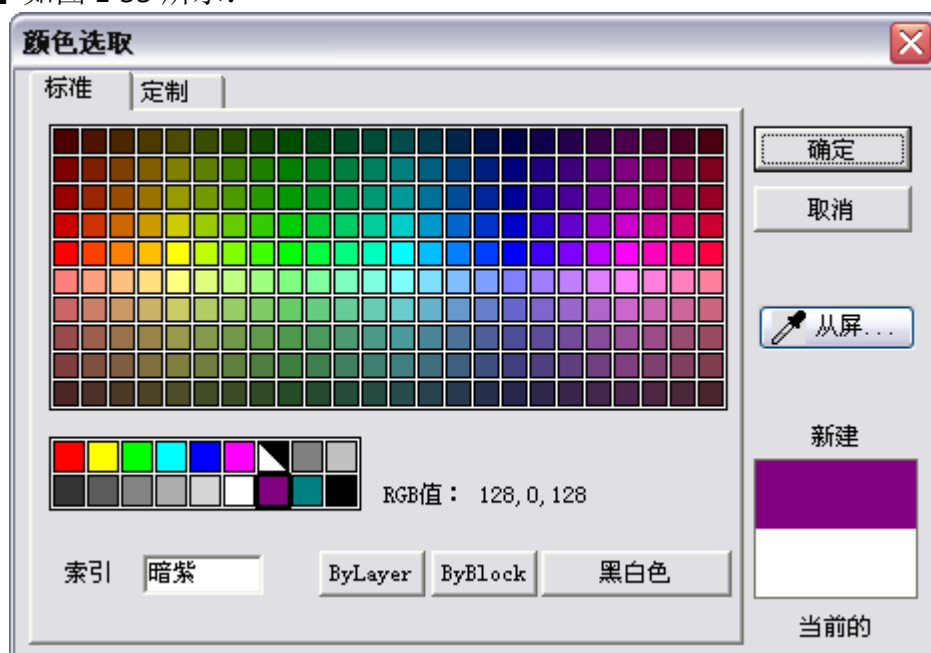 颜色选取
标准
定制
确定
取消
从屏...
新建
RGB值： 128,0,128
索引
暗紫
ByLayer
ByBlock
黑白色
当前的